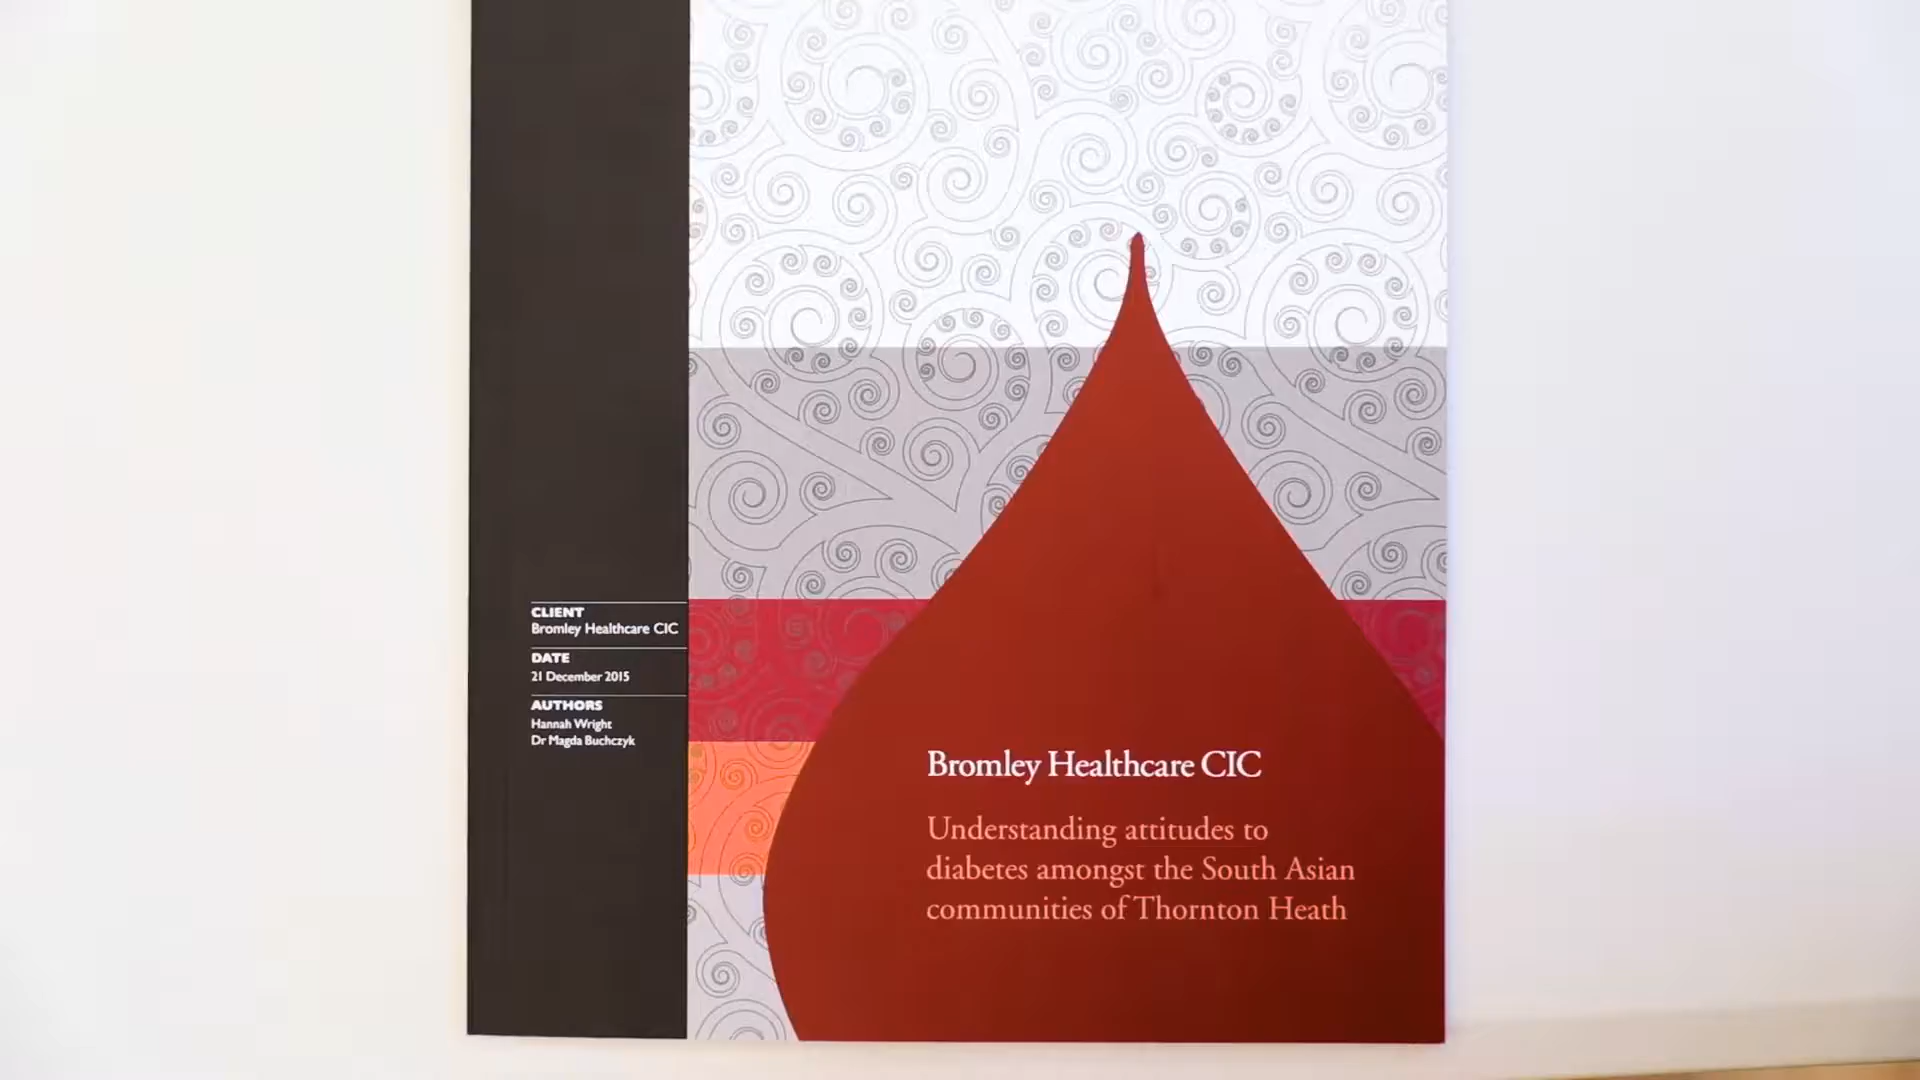 CLIENT
Bromley Healthcare CIC
DATE
21 December 2015
AUTHORS
Hannah Wright
Dr Magda Buchczyk
Bromley Healthcare CIC
Understanding attitudes to
diabetes amongst the South Asian
communities of Thornton Heath